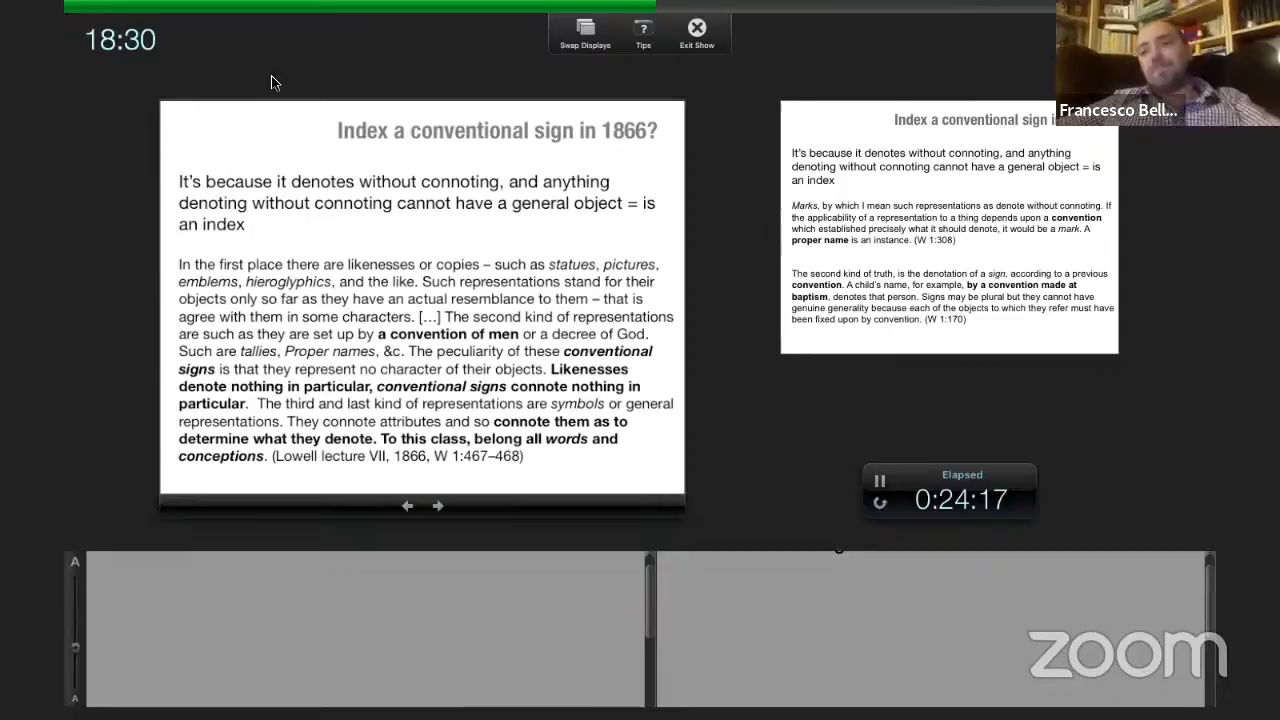 18:30
Swap Displays
Tips
Exit Show
Francesco Bell...
Index a conventional sign in 1866?
It's because it denotes without connoting, and anything
denoting without connoting cannot have a general object = is
an index
In the first place there are likenesses or copies – such as statues, pictures,
emblems, hieroglyphics, and the like. Such representations stand for their
objects only so far as they have an actual resemblance to them – that is
agree with them in some characters. [...] The second kind of representations
are such as they are set up by a convention of men or a decree of God.
Such are tallies, Proper names, &c. The peculiarity of these conventional
signs is that they represent no character of their objects. Likenesses
denote nothing in particular, conventional signs connote nothing in
particular.  The third and last kind of representations are symbols or general
representations. They connote attributes and so connote them as to
determine what they denote. To this class, belong all words and
conceptions. (Lowell lecture VII, 1866, W 1:467–468)
Index a conventional sign
It's because it denotes without connoting, and anything
denoting without connoting cannot have a general object = is
an index
Marks, by which I mean such representations as denote without connoting. If
the applicability of a representation to a thing depends upon a convention
which established precisely what it should denote, it would be a mark. A
proper name is an instance. (W 1:308)
The second kind of truth, is the denotation of a sign, according to a previous
convention. A child's name, for example, by a convention made at
baptism, denotes that person. Signs may be plural but they cannot have
genuine generality because each of the objects to which they refer must have
been fixed upon by convention. (W 1:170)
Elapsed
0:24:17
A
A
zoom